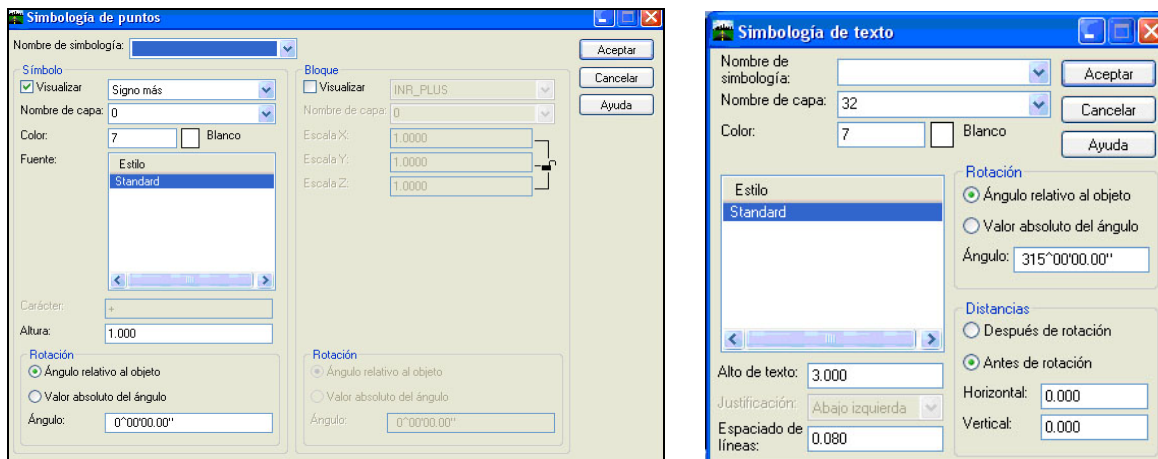 Simbología de puntos
Nombre de simbología:
Aceptar
Cancelar
Ayuda
Símbolo
Visualizar
Signo más
Nombre de capa:
0
Color:
7
Blanco
Fuente:
Estilo
Standard
Carácter:
+
Altura:
1.000
Rotación
Ángulo relativo al objeto
Valor absoluto del ángulo
Ángulo:
0^00'00.00"
Bloque
Visualizar
INR_PLUS
Nombre de capa:
0
Escala X:
1.0000
Escala Y:
1.0000
Escala Z:
1.0000
Rotación
Ángulo relativo al objeto
Valor absoluto del ángulo
Ángulo:
0^00'00.00"
Simbología de texto
Nombre de
simbología:
Nombre de capa:
32
Color:
7
Blanco
Aceptar
Cancelar
Ayuda
Estilo
Standard
Rotación
Ángulo relativo al objeto
Valor absoluto del ángulo
Ángulo:
315^00'00.00"
Distancias
Después de rotación
Antes de rotación
Horizontal:
0.000
Vertical:
0.000
Alto de texto:
3.000
Justificación:
Abajo izquierda
Espaciado de
líneas:
0.080